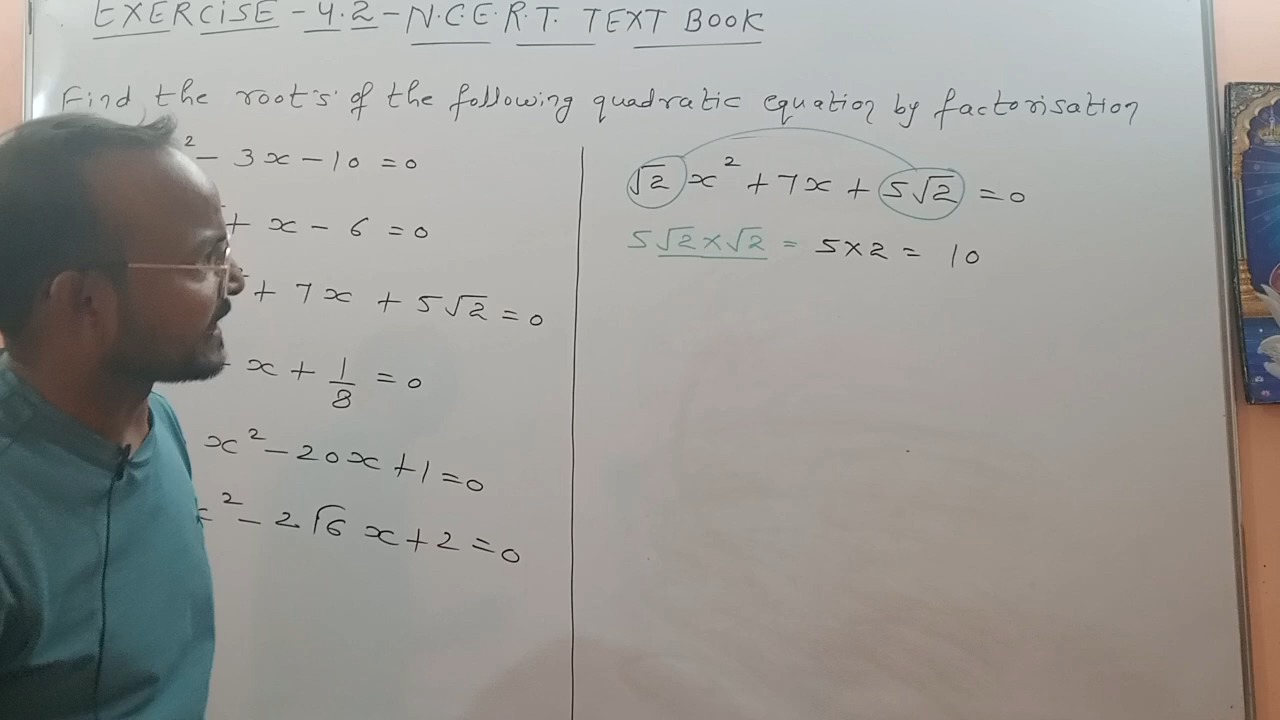 EXERCISE - 4.2 - N.C.E.R.T. TEXT BOOK
Find the root's' of the following quadratic equation by factorisation
² - 3x - 10 = 0
+ x - 6 = 0
+ 7x + 5√2 = 0
- x + 1/8 = 0
x² - 20x + 1 = 0
² - 2√6 x + 2 = 0
√2 x² + 7x + 5√2 = 0
5√2 × √2 = 5 × 2 = 10